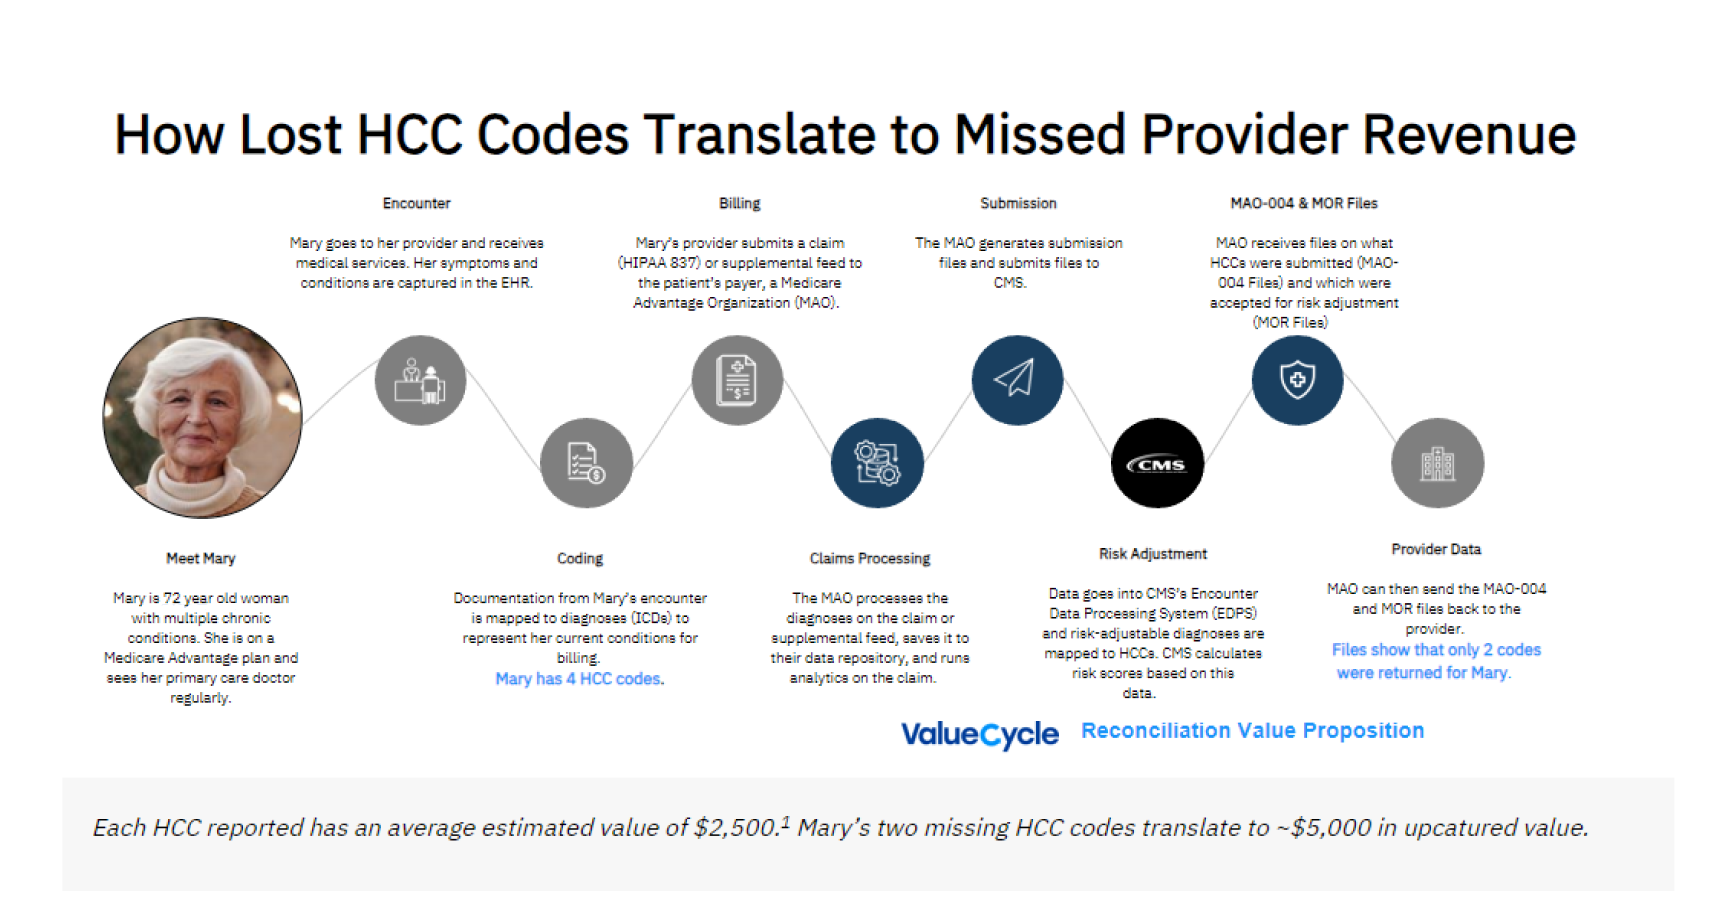 How Lost HCC Codes Translate to Missed Provider Revenue
Encounter
Mary goes to her provider and receives
medical services. Her symptoms and
conditions are captured in the EHR.
Billing
Mary's provider submits a claim
(HIPAA 837) or supplemental feed to
the patient's payer, a Medicare
Advantage Organization (MAO).
Submission
The MAO generates submission
files and submits files to
CMS.
MAO-004 & MOR Files
MAO receives files on what
HCCs were submitted (MAO-
004 Files) and which were
accepted for risk adjustment
(MOR Files)
CMS
Meet Mary
Mary is 72 year old woman
with multiple chronic
conditions. She is on a
Medicare Advantage plan and
sees her primary care doctor
regularly.
Coding
Documentation from Mary's encounter
is mapped to diagnoses (ICDs) to
represent her current conditions for
billing.
Mary has 4 HCC codes.
Claims Processing
The MAO processes the
diagnoses on the claim or
supplemental feed, saves it to
their data repository, and runs
analytics on the claim.
Risk Adjustment
Data goes into CMS's Encounter
Data Processing System (EDPS)
and risk-adjustable diagnoses are
mapped to HCCs. CMS calculates
risk scores based on this
data.
Provider Data
MAO can then send the MAO-004
and MOR files back to the
provider.
Files show that only 2 codes
were returned for Mary.
ValueCycle Reconciliation Value Proposition
Each HCC reported has an average estimated value of $2,500.¹ Mary's two missing HCC codes translate to ~$5,000 in upcatured value.